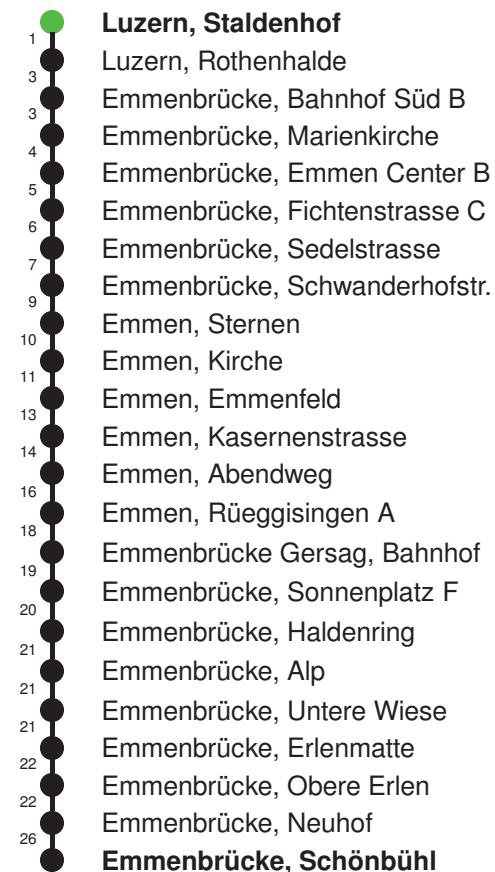 Luzern, Staldenhof
1
Luzern, Rothenhalde
3
Emmenbrücke, Bahnhof Süd B
3
Emmenbrücke, Marienkirche
4
Emmenbrücke, Emmen Center B
5
Emmenbrücke, Fichtenstrasse C
6
Emmenbrücke, Sedelstrasse
7
Emmenbrücke, Schwanderhofstr.
9
Emmen, Sternen
10
Emmen, Kirche
11
Emmen, Emmenfeld
13
Emmen, Kasernenstrasse
14
Emmen, Abendweg
16
Emmen, Rüeggisingen A
18
Emmenbrücke Gersag, Bahnhof
19
Emmenbrücke, Sonnenplatz F
20
Emmenbrücke, Haldenring
21
Emmenbrücke, Alp
21
Emmenbrücke, Untere Wiese
21
Emmenbrücke, Erlenmatte
22
Emmenbrücke, Obere Erlen
22
Emmenbrücke, Neuhof
26
Emmenbrücke, Schönbühl